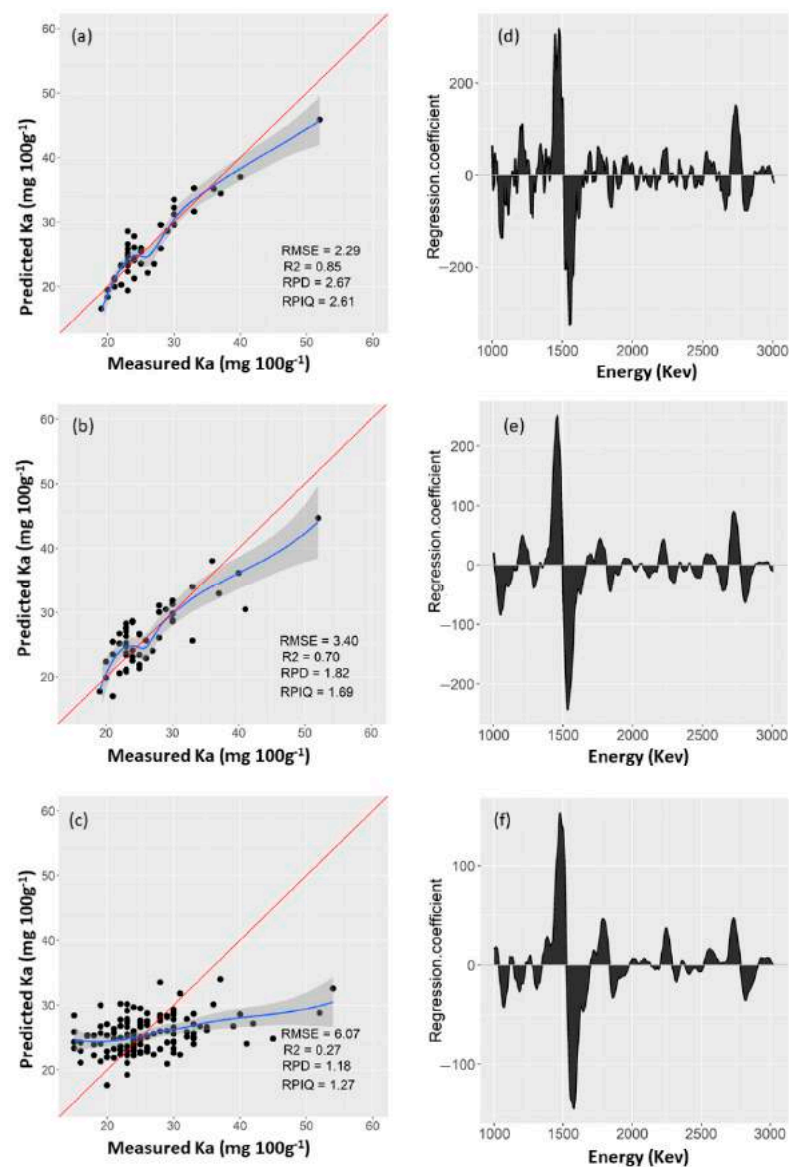 (a)
60
50
40
30
20
Predicted Ka (mg 100g⁻¹)
RMSE = 2.29
R2 = 0.85
RPD = 2.67
RPIQ = 2.61
20 30 40 50 60
Measured Ka (mg 100g⁻¹)
(d)
200
0
−200
Regression.coefficient
1000 1500 2000 2500 3000
Energy (Kev)
(b)
60
50
40
30
20
Predicted Ka (mg 100g⁻¹)
RMSE = 3.40
R2 = 0.70
RPD = 1.82
RPIQ = 1.69
20 30 40 50 60
Measured Ka (mg 100g⁻¹)
(e)
200
100
0
−100
−200
Regression.coefficient
1000 1500 2000 2500 3000
Energy (Kev)
(c)
60
50
40
30
20
Predicted Ka (mg 100g⁻¹)
RMSE = 6.07
R2 = 0.27
RPD = 1.18
RPIQ = 1.27
20 30 40 50 60
Measured Ka (mg 100g⁻¹)
(f)
100
0
−100
Regression.coefficient
1000 1500 2000 2500 3000
Energy (Kev)